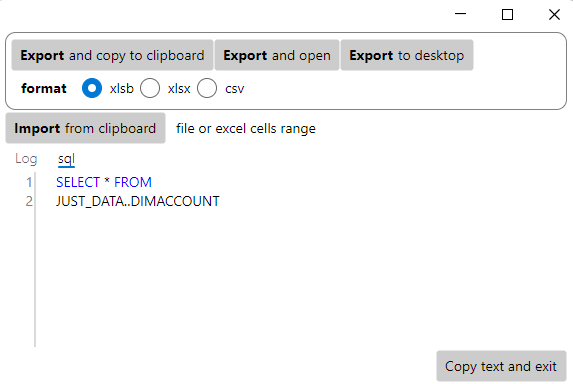 Export and copy to clipboard Export and open Export to desktop
format xlsb xlsx csv
Import from clipboard file or excel cells range
Log sql
1 SELECT * FROM
2 JUST_DATA..DIMACCOUNT
Copy text and exit